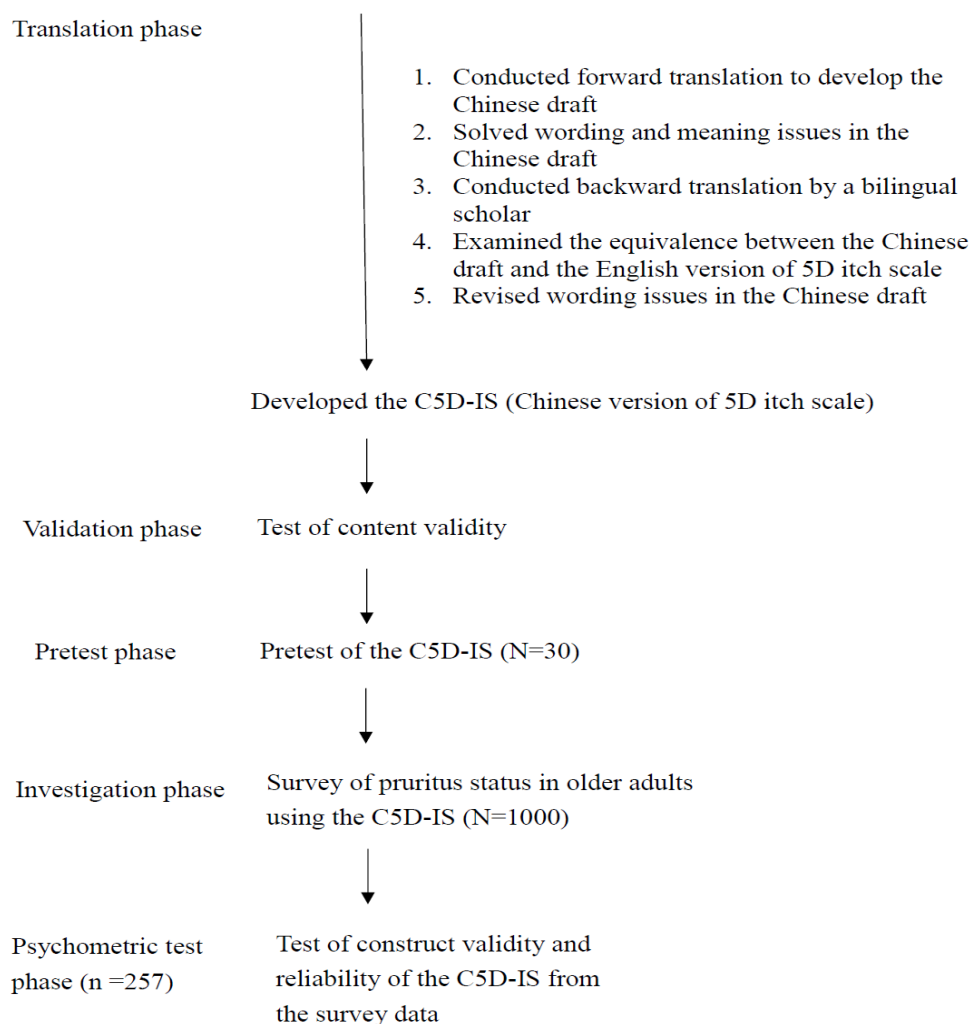 Translation phase
1. Conducted forward translation to develop the
Chinese draft
2. Solved wording and meaning issues in the
Chinese draft
3. Conducted backward translation by a bilingual
scholar
4. Examined the equivalence between the Chinese
draft and the English version of 5D itch scale
5. Revised wording issues in the Chinese draft
Developed the C5D-IS (Chinese version of 5D itch scale)
Validation phase
Test of content validity
Pretest phase
Pretest of the C5D-IS (N=30)
Investigation phase
Survey of pruritus status in older adults
using the C5D-IS (N=1000)
Psychometric test
phase (n =257)
Test of construct validity and
reliability of the C5D-IS from
the survey data